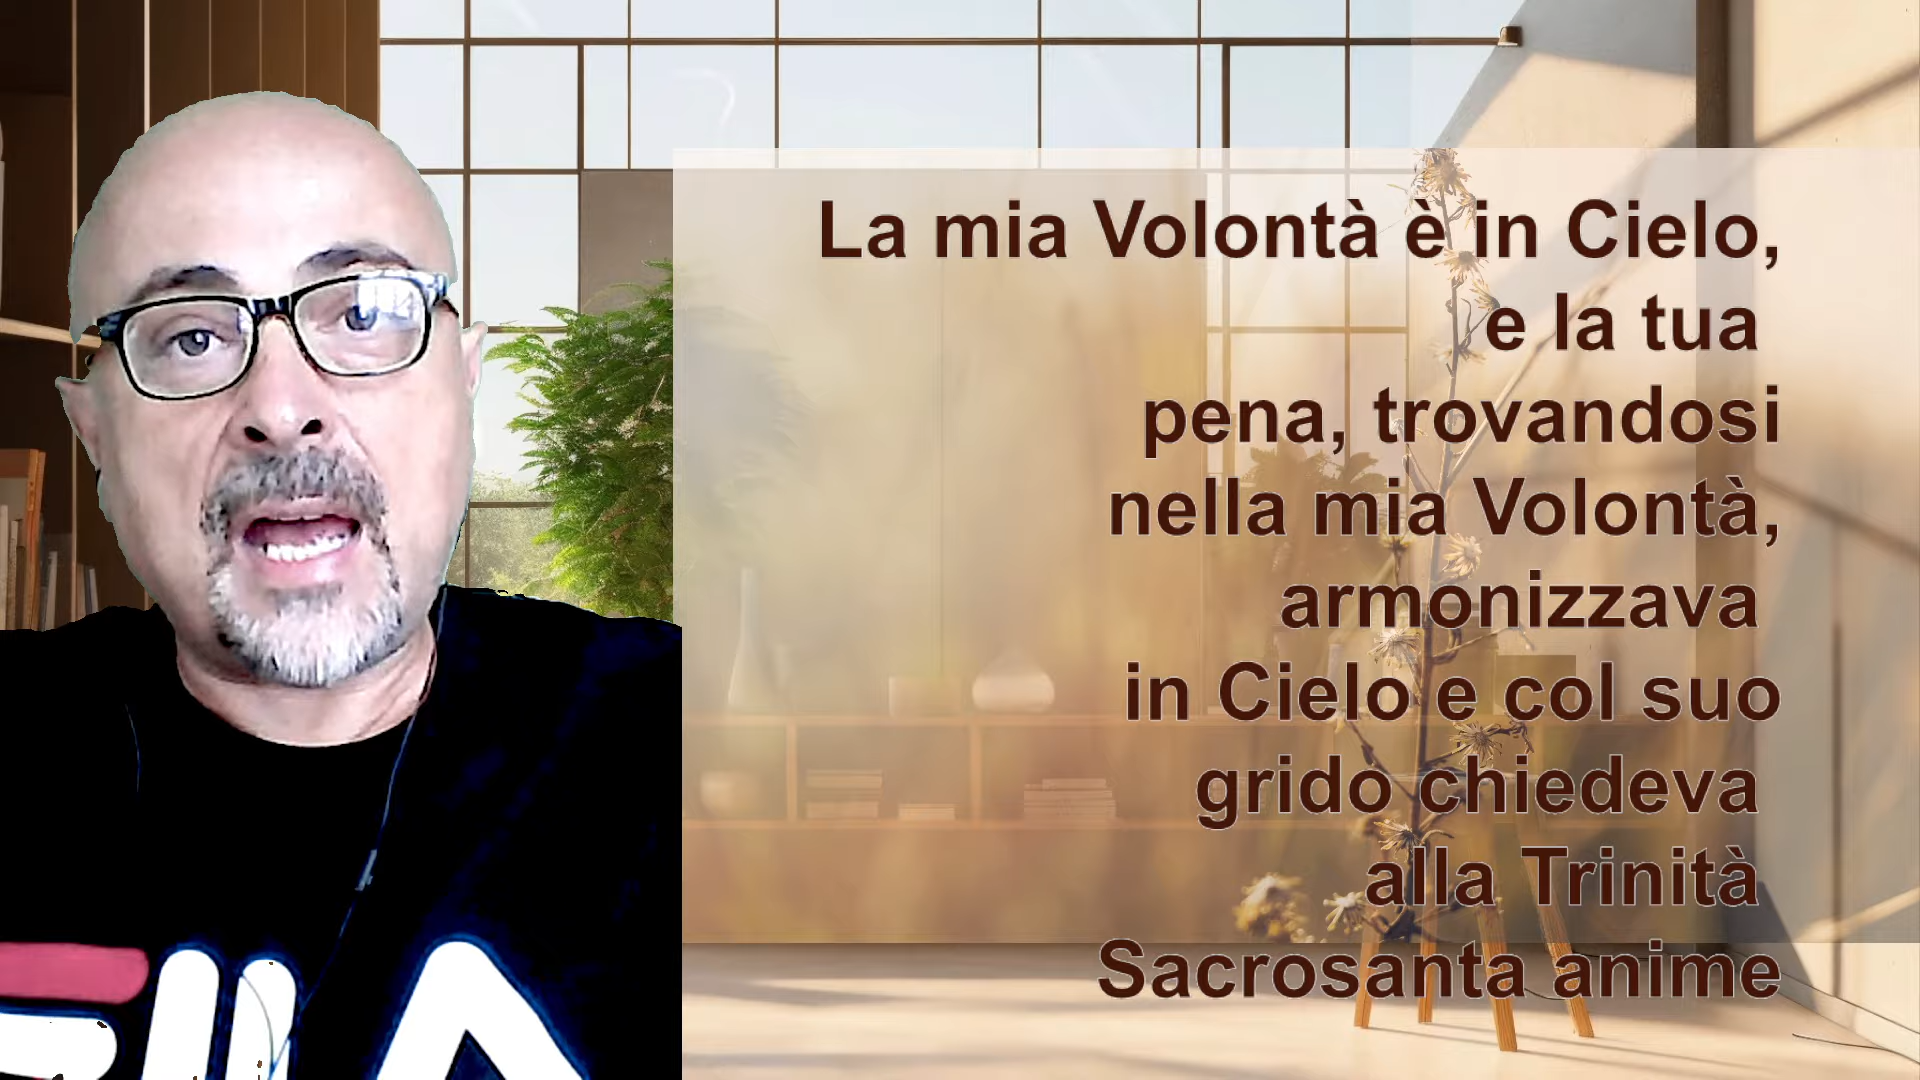 La mia Volontà è in Cielo,
e la tua
pena, trovandosi
nella mia Volontà,
armonizzava
in Cielo e col suo
grido chiedeva
alla Trinità
Sacrosanta anime
FILA